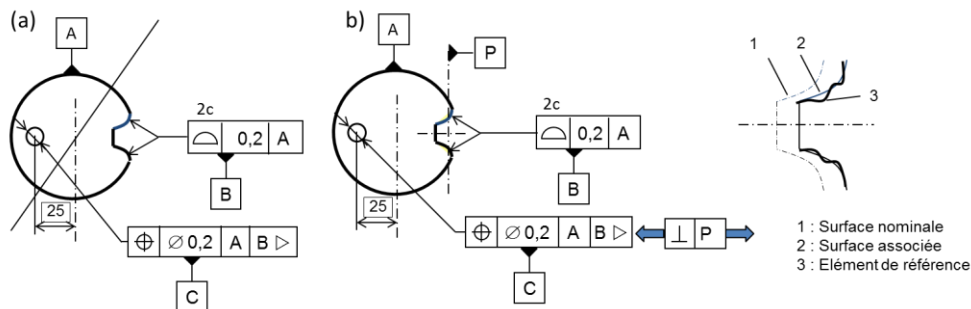 (a)
A
2c
⌓ 0,2 A
B
25
⌖ ∅ 0,2 A B ▷
C
b)
A
P
2c
⌓ 0,2 A
B
25
⌖ ∅ 0,2 A B ▷
⊥ P
C
1
2
3
1 : Surface nominale
2 : Surface associée
3 : Elément de référence